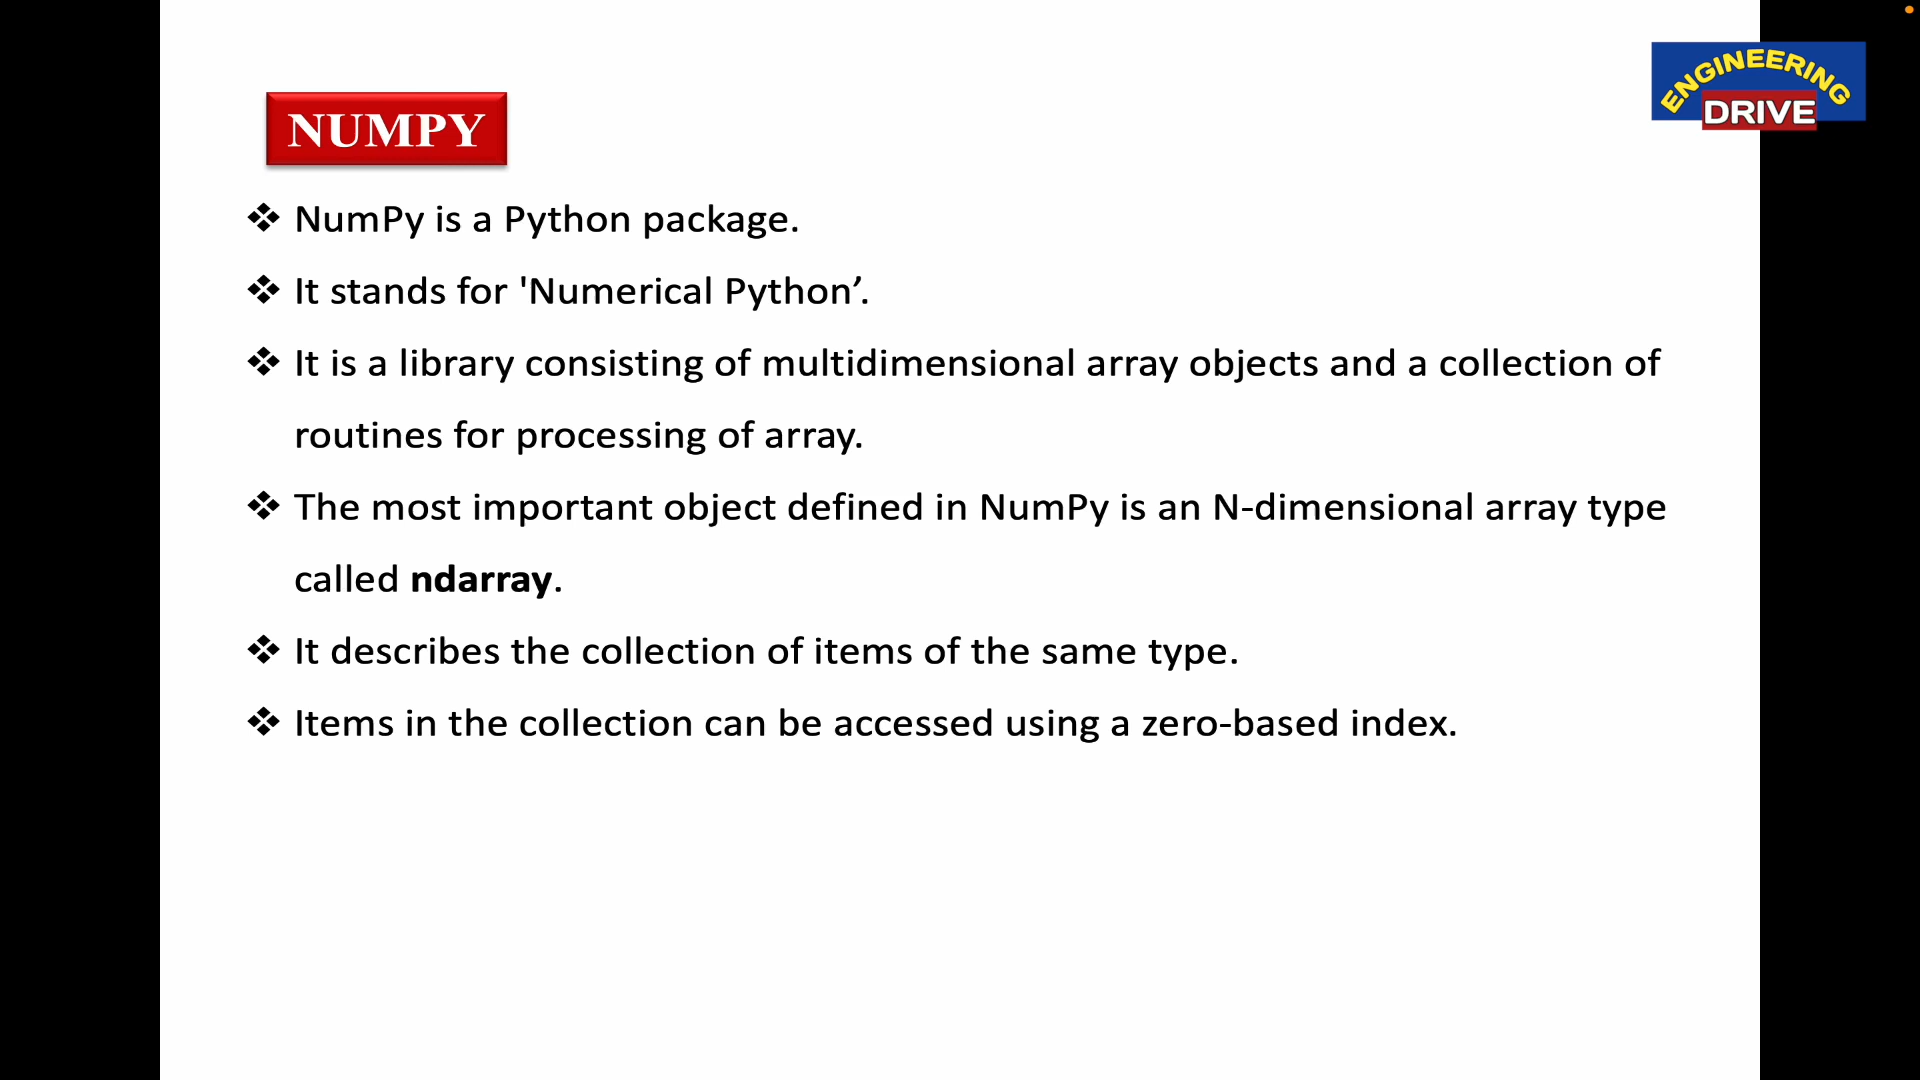 ENGINEERING
DRIVE
NUMPY
❖ NumPy is a Python package.
❖ It stands for 'Numerical Python’.
❖ It is a library consisting of multidimensional array objects and a collection of
routines for processing of array.
❖ The most important object defined in NumPy is an N-dimensional array type
called ndarray.
❖ It describes the collection of items of the same type.
❖ Items in the collection can be accessed using a zero-based index.